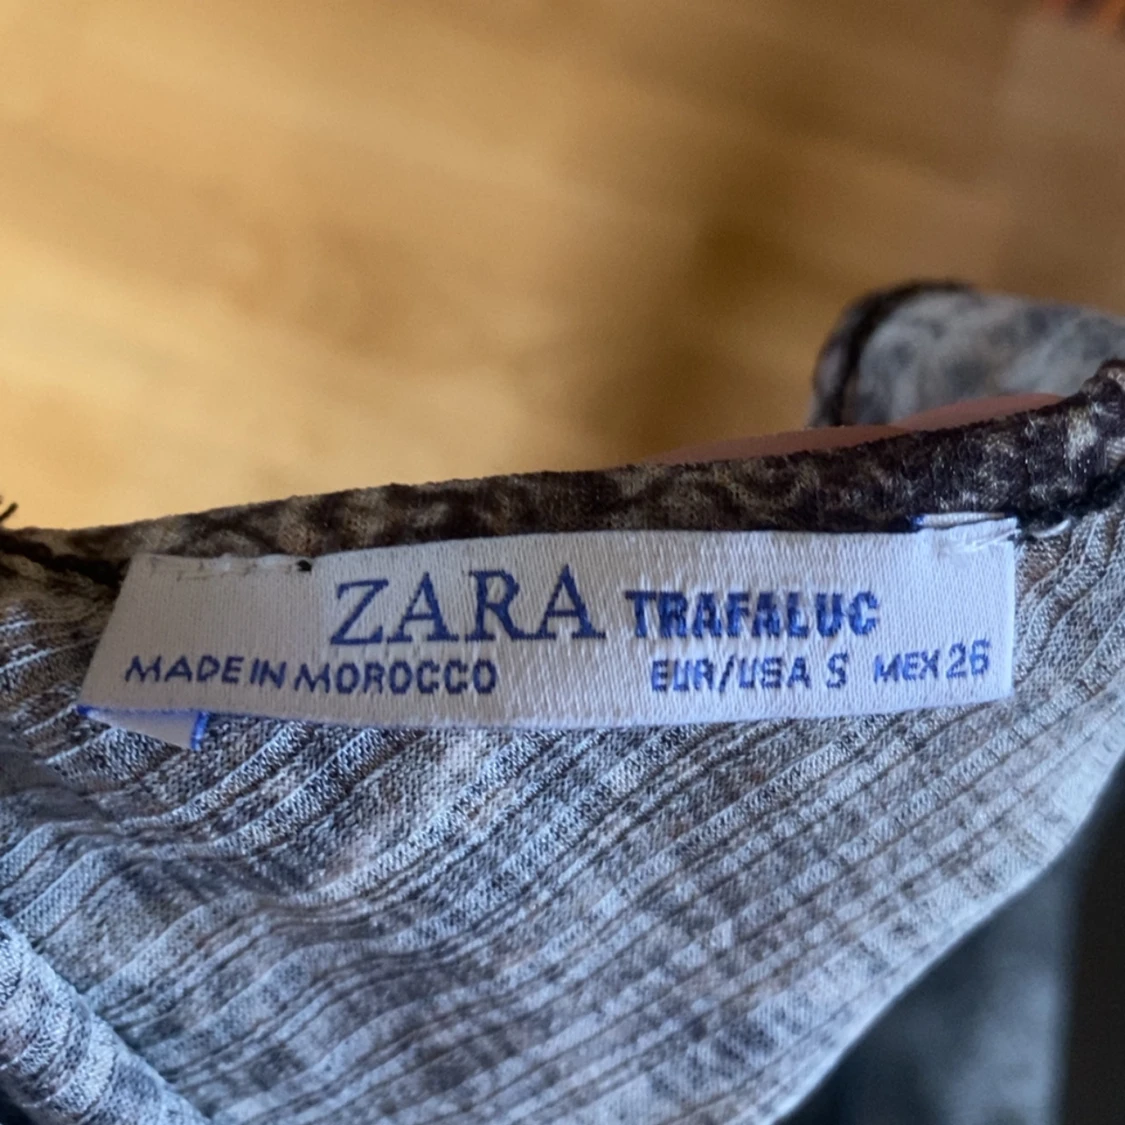 ZARA TRAFALUC
MADE IN MOROCCO EUR/USA S MEX 26